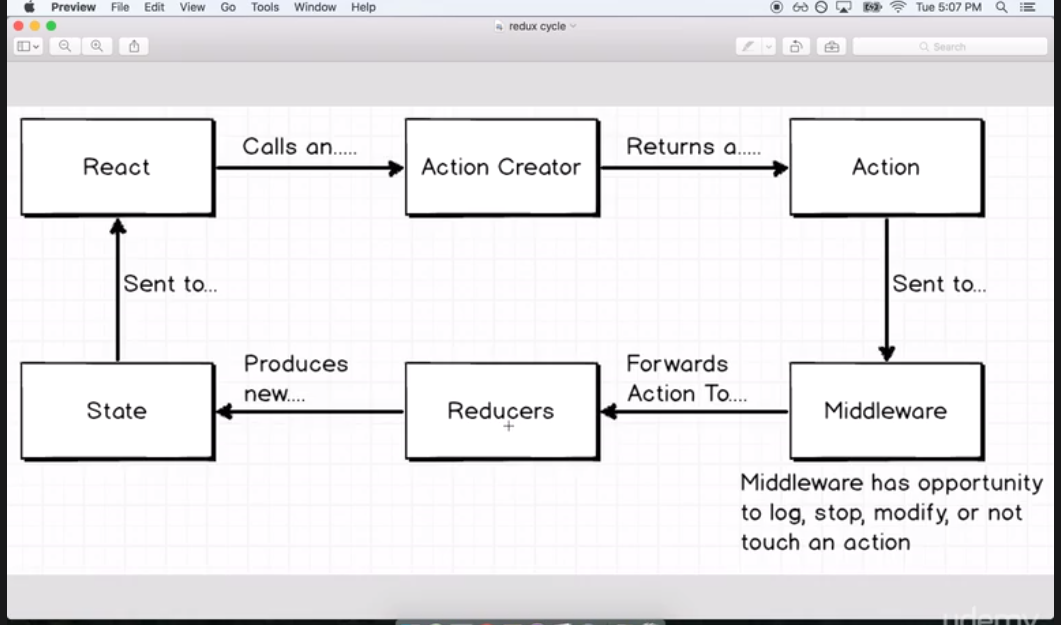 Preview File Edit View Go Tools Window Help Tue 5:07 PM
redux cycle
Search
React
Calls an.....
Action Creator
Returns a.....
Action
Sent to...
Sent to...
State
Produces
new....
Reducers
Forwards
Action To....
Middleware
Middleware has opportunity
to log, stop, modify, or not
touch an action
udemy